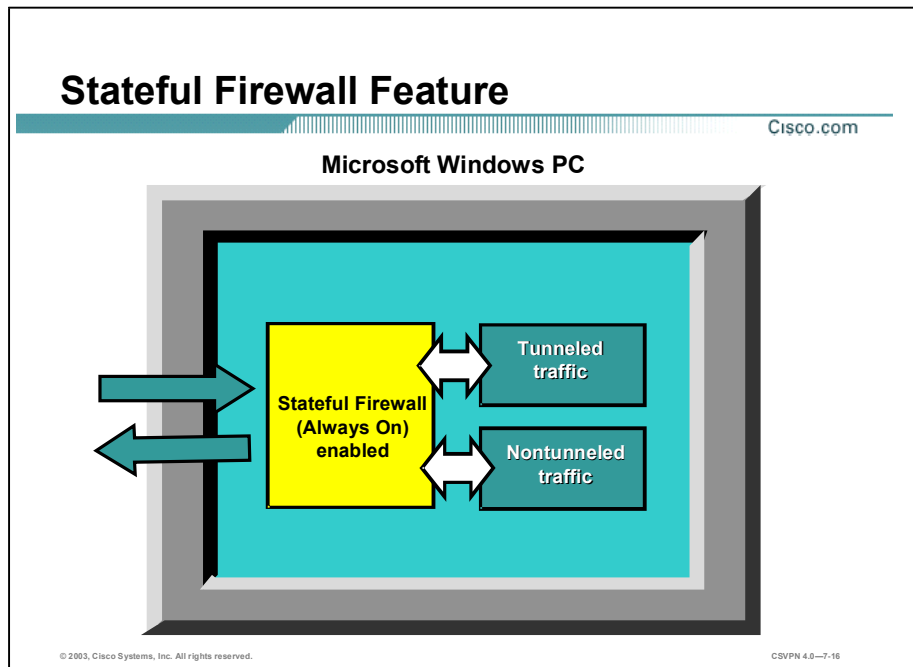 Stateful Firewall Feature
Cisco.com
Microsoft Windows PC
Stateful Firewall
(Always On)
enabled
Tunneled
traffic
Nontunneled
traffic
© 2003, Cisco Systems, Inc. All rights reserved.
CSVPN 4.0—7-16